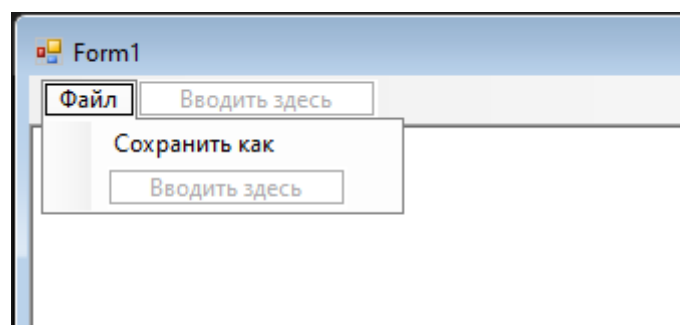 Form1
Файл Вводить здесь
Сохранить как
Вводить здесь